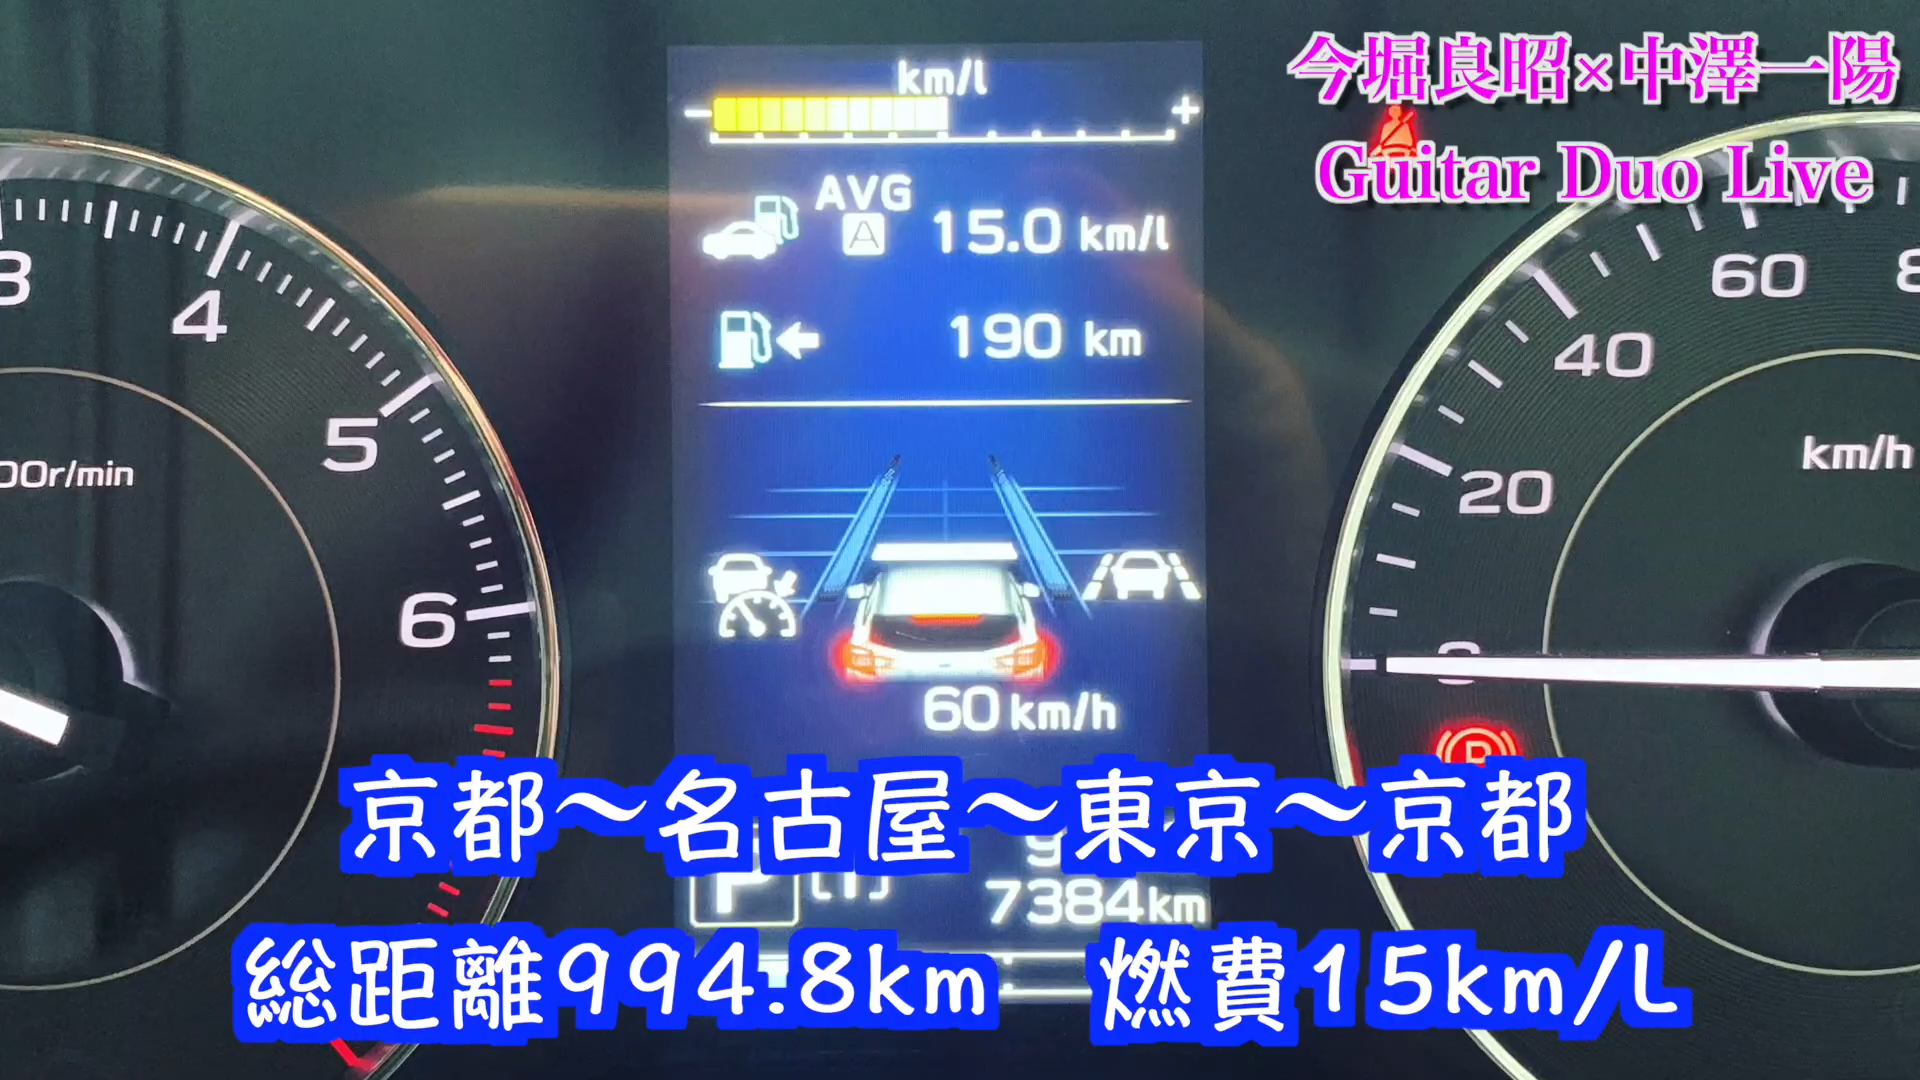 今堀良昭×中澤一陽
Guitar Duo Live
km/l
- +
AVG
A 15.0 km/l
190 km
3
4
5
6
00r/min
60
40
20
0
km/h
60 km/h
P
京都〜名古屋〜東京〜京都
7384km
総距離994.8km 燃費15km/L